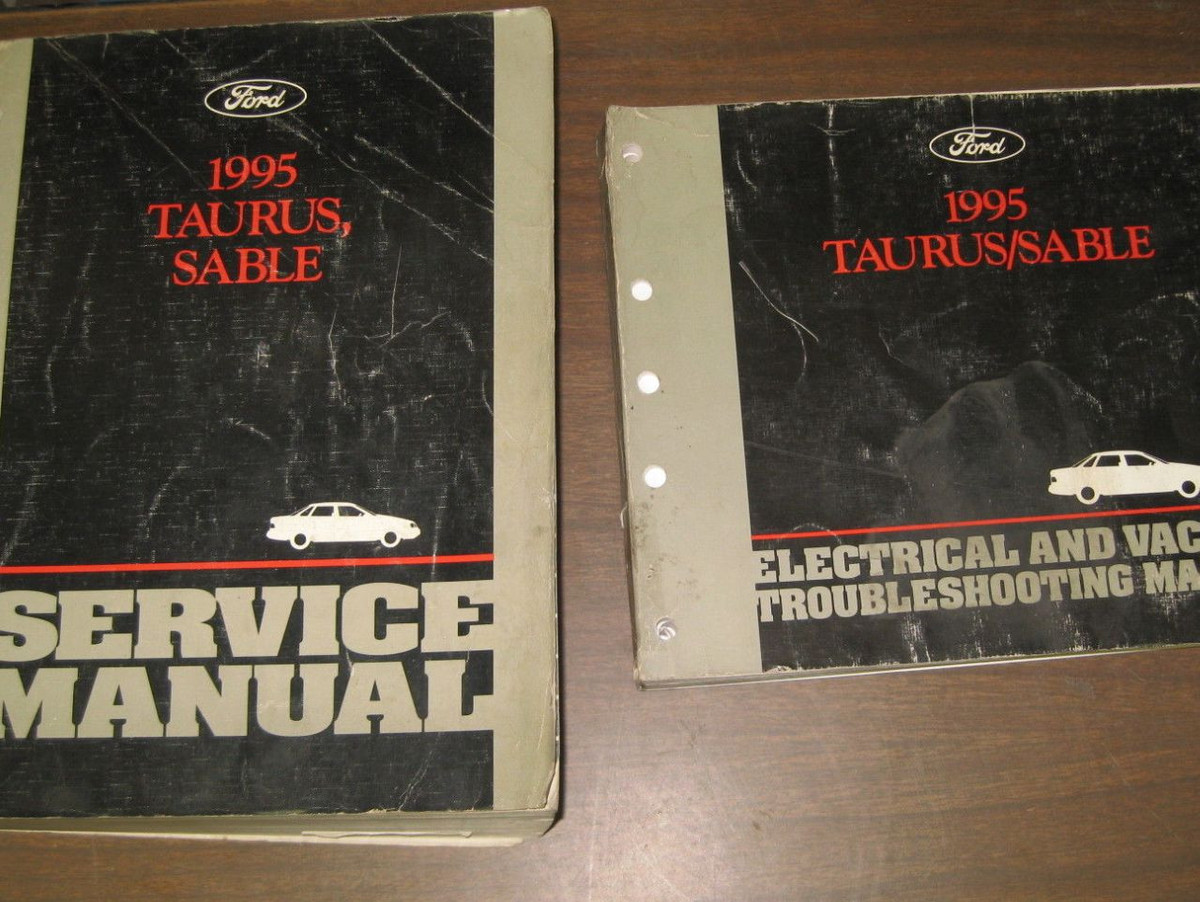 Ford
1995
TAURUS,
SABLE
SERVICE
MANUAL
Ford
1995
TAURUS/SABLE
ELECTRICAL AND VAC
TROUBLESHOOTING MA